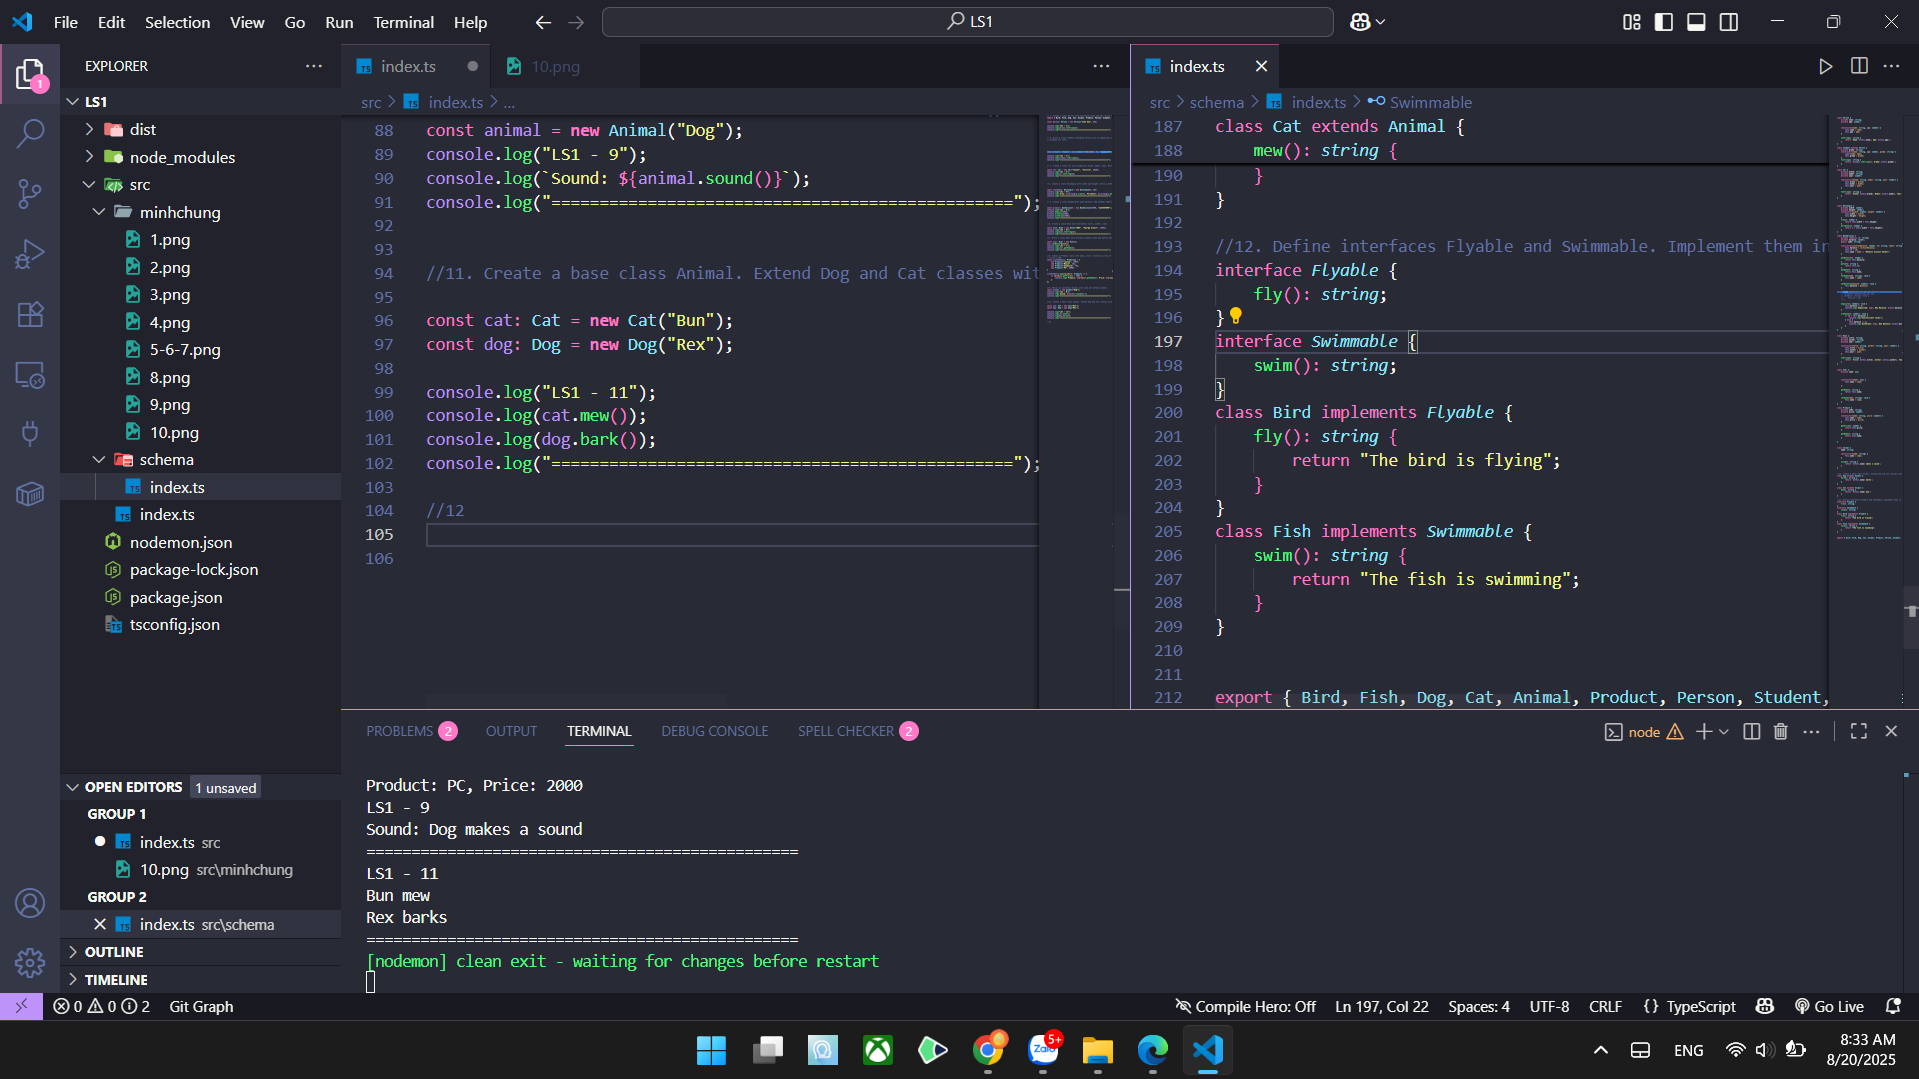 File Edit Selection View Go Run Terminal Help
LS1
EXPLORER
LS1
dist
node_modules
src
minhchung
1.png
2.png
3.png
4.png
5-6-7.png
8.png
9.png
10.png
schema
index.ts
index.ts
nodemon.json
package-lock.json
package.json
tsconfig.json
OPEN EDITORS 1 unsaved
GROUP 1
index.ts src
10.png src\minhchung
GROUP 2
index.ts src\schema
OUTLINE
TIMELINE
index.ts
10.png
src > index.ts > ...
88 const animal = new Animal("Dog");
89 console.log("LS1 - 9");
90 console.log(`Sound: ${animal.sound()}`);
91 console.log("================================================");
92
93
94 //11. Create a base class Animal. Extend Dog and Cat classes wit
95
96 const cat: Cat = new Cat("Bun");
97 const dog: Dog = new Dog("Rex");
98
99 console.log("LS1 - 11");
100 console.log(cat.mew());
101 console.log(dog.bark());
102 console.log("================================================");
103
104 //12
105
106
index.ts
src > schema > index.ts > Swimmable
187 class Cat extends Animal {
188 mew(): string {
190 }
191 }
192
193 //12. Define interfaces Flyable and Swimmable. Implement them in
194 interface Flyable {
195 fly(): string;
196 }
197 interface Swimmable {
198 swim(): string;
199 }
200 class Bird implements Flyable {
201 fly(): string {
202 return "The bird is flying";
203 }
204 }
205 class Fish implements Swimmable {
206 swim(): string {
207 return "The fish is swimming";
208 }
209 }
210
211
212 export { Bird, Fish, Dog, Cat, Animal, Product, Person, Student,
PROBLEMS 2 OUTPUT TERMINAL DEBUG CONSOLE SPELL CHECKER 2
node
Product: PC, Price: 2000
LS1 - 9
Sound: Dog makes a sound
================================================
LS1 - 11
Bun mew
Rex barks
================================================
[nodemon] clean exit - waiting for changes before restart
0 0 2 Git Graph
Compile Hero: Off Ln 197, Col 22 Spaces: 4 UTF-8 CRLF {} TypeScript Go Live
1
Zalo 5+
ENG
8:33 AM
8/20/2025